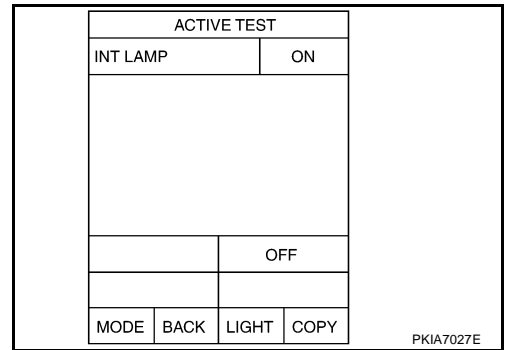 ACTIVE TEST
INT LAMP ON
OFF
MODE BACK LIGHT COPY
PKIA7027E